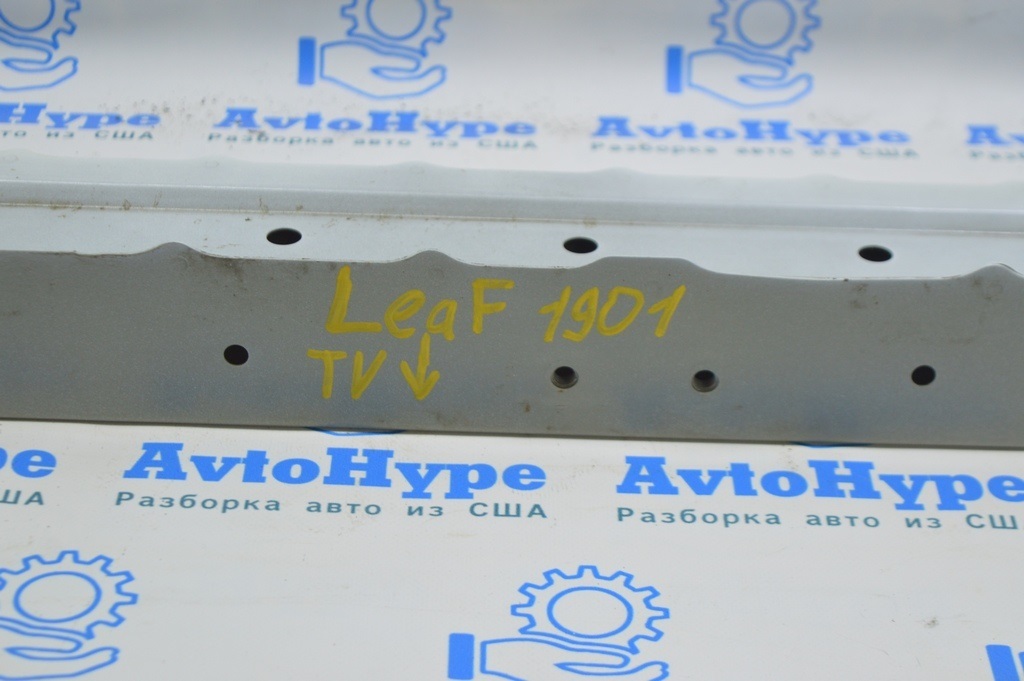 AvtoHype AvtoHype
Разборка авто из США Разборка авто из США
LeaF 1901
TV ↓
AvtoHype AvtoHype
Разборка авто из США Разборка авто из США